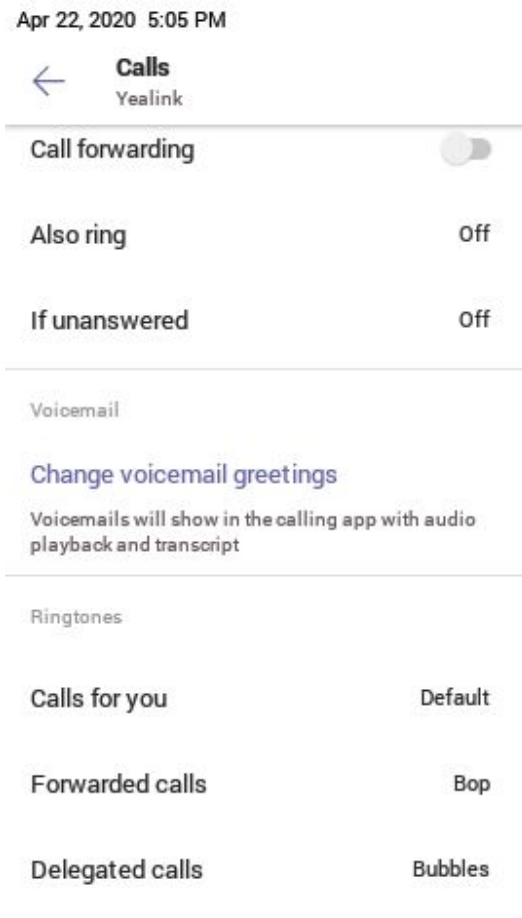 Apr 22, 2020 5:05 PM
Calls
Yealink
Call forwarding
Also ring Off
If unanswered Off
Voicemail
Change voicemail greetings
Voicemails will show in the calling app with audio
playback and transcript
Ringtones
Calls for you Default
Forwarded calls Bop
Delegated calls Bubbles